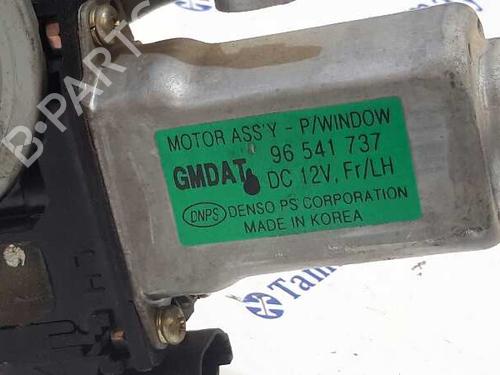 MOTOR ASS'Y - P/WINDOW
GMDAT 96 541 737
DC 12V, Fr/LH
DNPS DENSO PS CORPORATION
MADE IN KOREA
B-PARTS